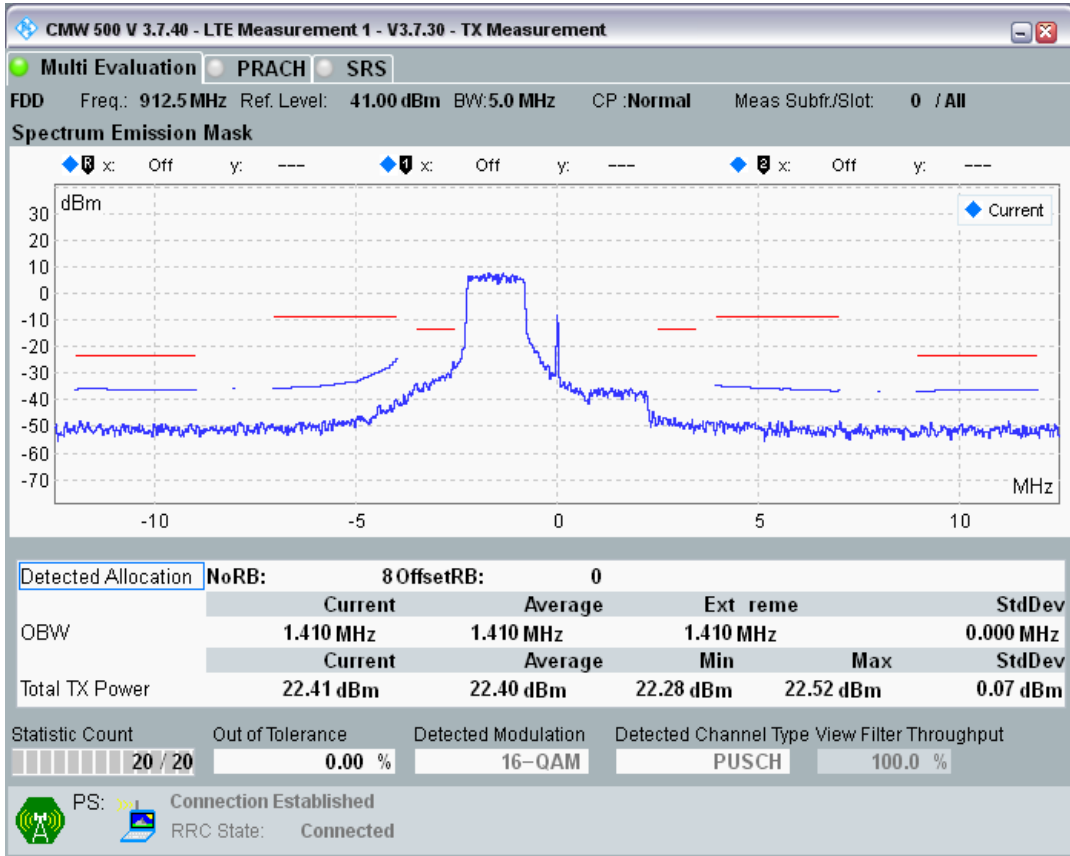 CMW 500 V 3.7.40 - LTE Measurement 1 - V3.7.30 - TX Measurement
Multi Evaluation PRACH SRS
FDD Freq.: 912.5 MHz Ref. Level: 41.00 dBm BW: 5.0 MHz CP : Normal Meas Subfr./Slot: 0 / All
Spectrum Emission Mask
R x: Off y: --- 1 x: Off y: --- 2 x: Off y: ---
dBm
Current
30
20
10
0
-10
-20
-30
-40
-50
-60
-70
MHz
-10 -5 0 5 10
Detected Allocation NoRB: 8 OffsetRB: 0
Current Average Ext reme StdDev
OBW 1.410 MHz 1.410 MHz 1.410 MHz 0.000 MHz
Current Average Min Max StdDev
Total TX Power 22.41 dBm 22.40 dBm 22.28 dBm 22.52 dBm 0.07 dBm
Statistic Count Out of Tolerance Detected Modulation Detected Channel Type View Filter Throughput
20 / 20 0.00 % 16-QAM PUSCH 100.0 %
PS: Connection Established
RRC State: Connected